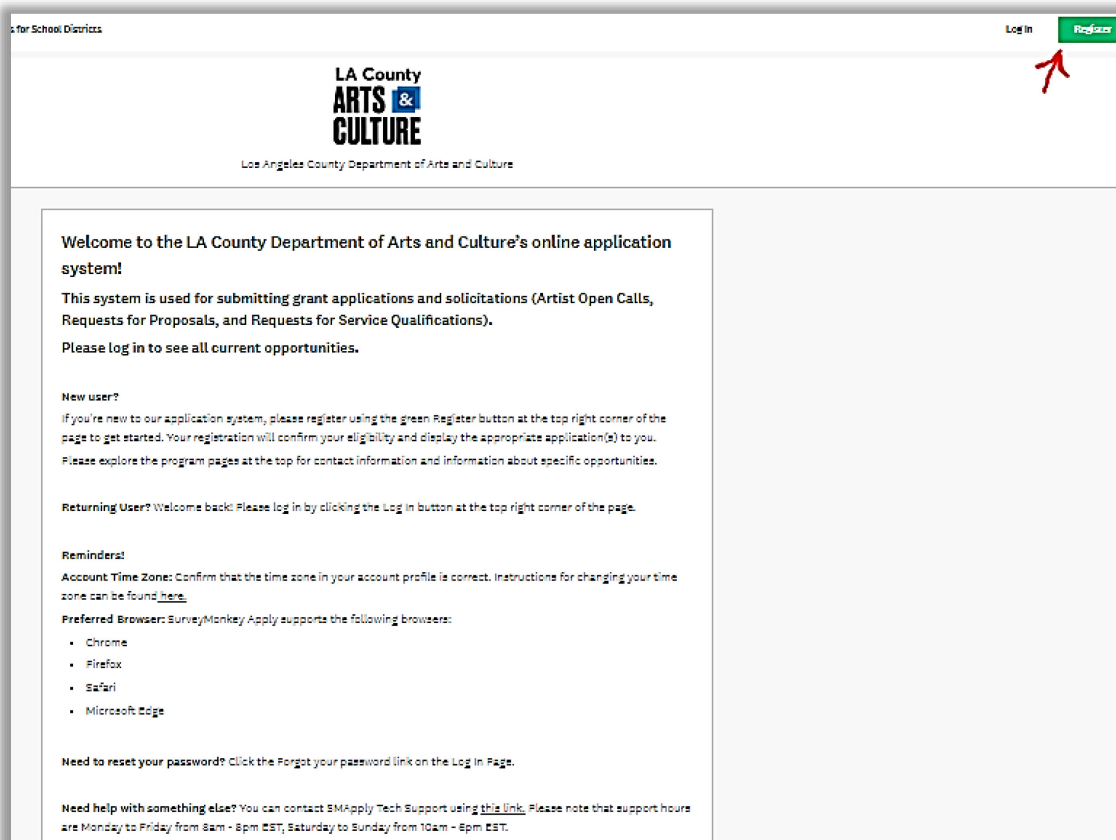 s for School Districts
Log In
Register
LA County
ARTS &
CULTURE
Los Angeles County Department of Arts and Culture
Welcome to the LA County Department of Arts and Culture's online application
system!
This system is used for submitting grant applications and solicitations (Artist Open Calls,
Requests for Proposals, and Requests for Service Qualifications).
Please log in to see all current opportunities.
New user?
If you're new to our application system, please register using the green Register button at the top right corner of the
page to get started. Your registration will confirm your eligibility and display the appropriate application(s) to you.
Please explore the program pages at the top for contact information and information about specific opportunities.
Returning User? Welcome back! Please log in by clicking the Log In button at the top right corner of the page.
Reminders!
Account Time Zone: Confirm that the time zone in your account profile is correct. Instructions for changing your time
zone can be found here.
Preferred Browser: SurveyMonkey Apply supports the following browsers:
• Chrome
• Firefox
• Safari
• Microsoft Edge
Need to reset your password? Click the Forgot your password link on the Log In Page.
Need help with something else? You can contact SMApply Tech Support using this link. Please note that support hours
are Monday to Friday from 8am - 8pm EST, Saturday to Sunday from 10am - 6pm EST.